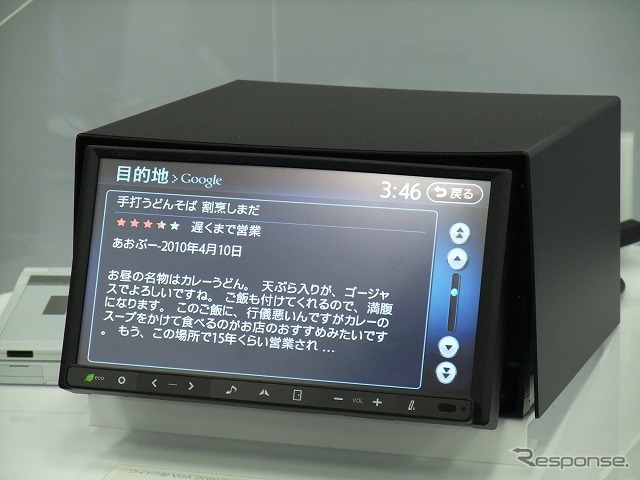 目的地 > Google
3:46 戻る
手打うどんそば 割烹しまだ
★★★★★ 遅くまで営業
あおぶー-2010年4月10日
お昼の名物はカレーうどん。 天ぷら入りが、ゴージャ
スでよろしいですね。 ご飯も付けてくれるので、満腹
になります。 このご飯に、行儀悪いんですがカレーの
スープをかけて食べるのがお店のおすすめみたいです
。 もう、この場所で15年くらい営業され ...
eco
VOL
Response.